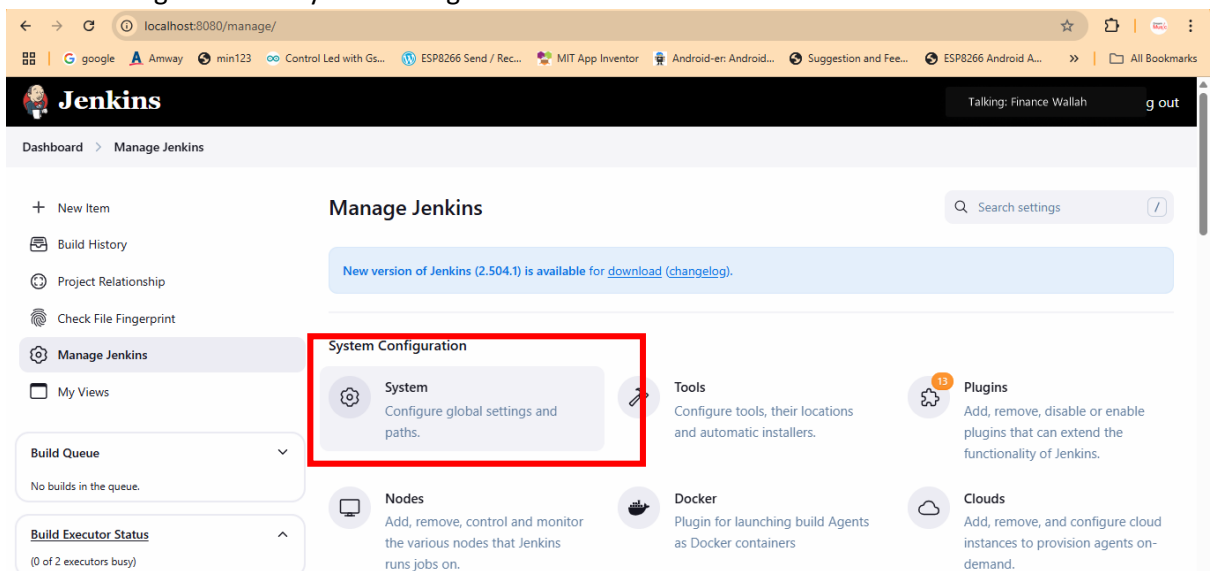 localhost:8080/manage/
google
Amway
min123
Control Led with Gs...
ESP8266 Send / Rec...
MIT App Inventor
Android-er: Android...
Suggestion and Fee...
ESP8266 Android A...
»
All Bookmarks
Jenkins
Talking: Finance Wallah
g out
Dashboard > Manage Jenkins
+ New Item
Build History
Project Relationship
Check File Fingerprint
Manage Jenkins
My Views
Build Queue
No builds in the queue.
Build Executor Status
(0 of 2 executors busy)
Manage Jenkins
Search settings
/
New version of Jenkins (2.504.1) is available for download (changelog).
System Configuration
System
Configure global settings and
paths.
Tools
Configure tools, their locations
and automatic installers.
13
Plugins
Add, remove, disable or enable
plugins that can extend the
functionality of Jenkins.
Nodes
Add, remove, control and monitor
the various nodes that Jenkins
runs jobs on.
Docker
Plugin for launching build Agents
as Docker containers
Clouds
Add, remove, and configure cloud
instances to provision agents on-
demand.